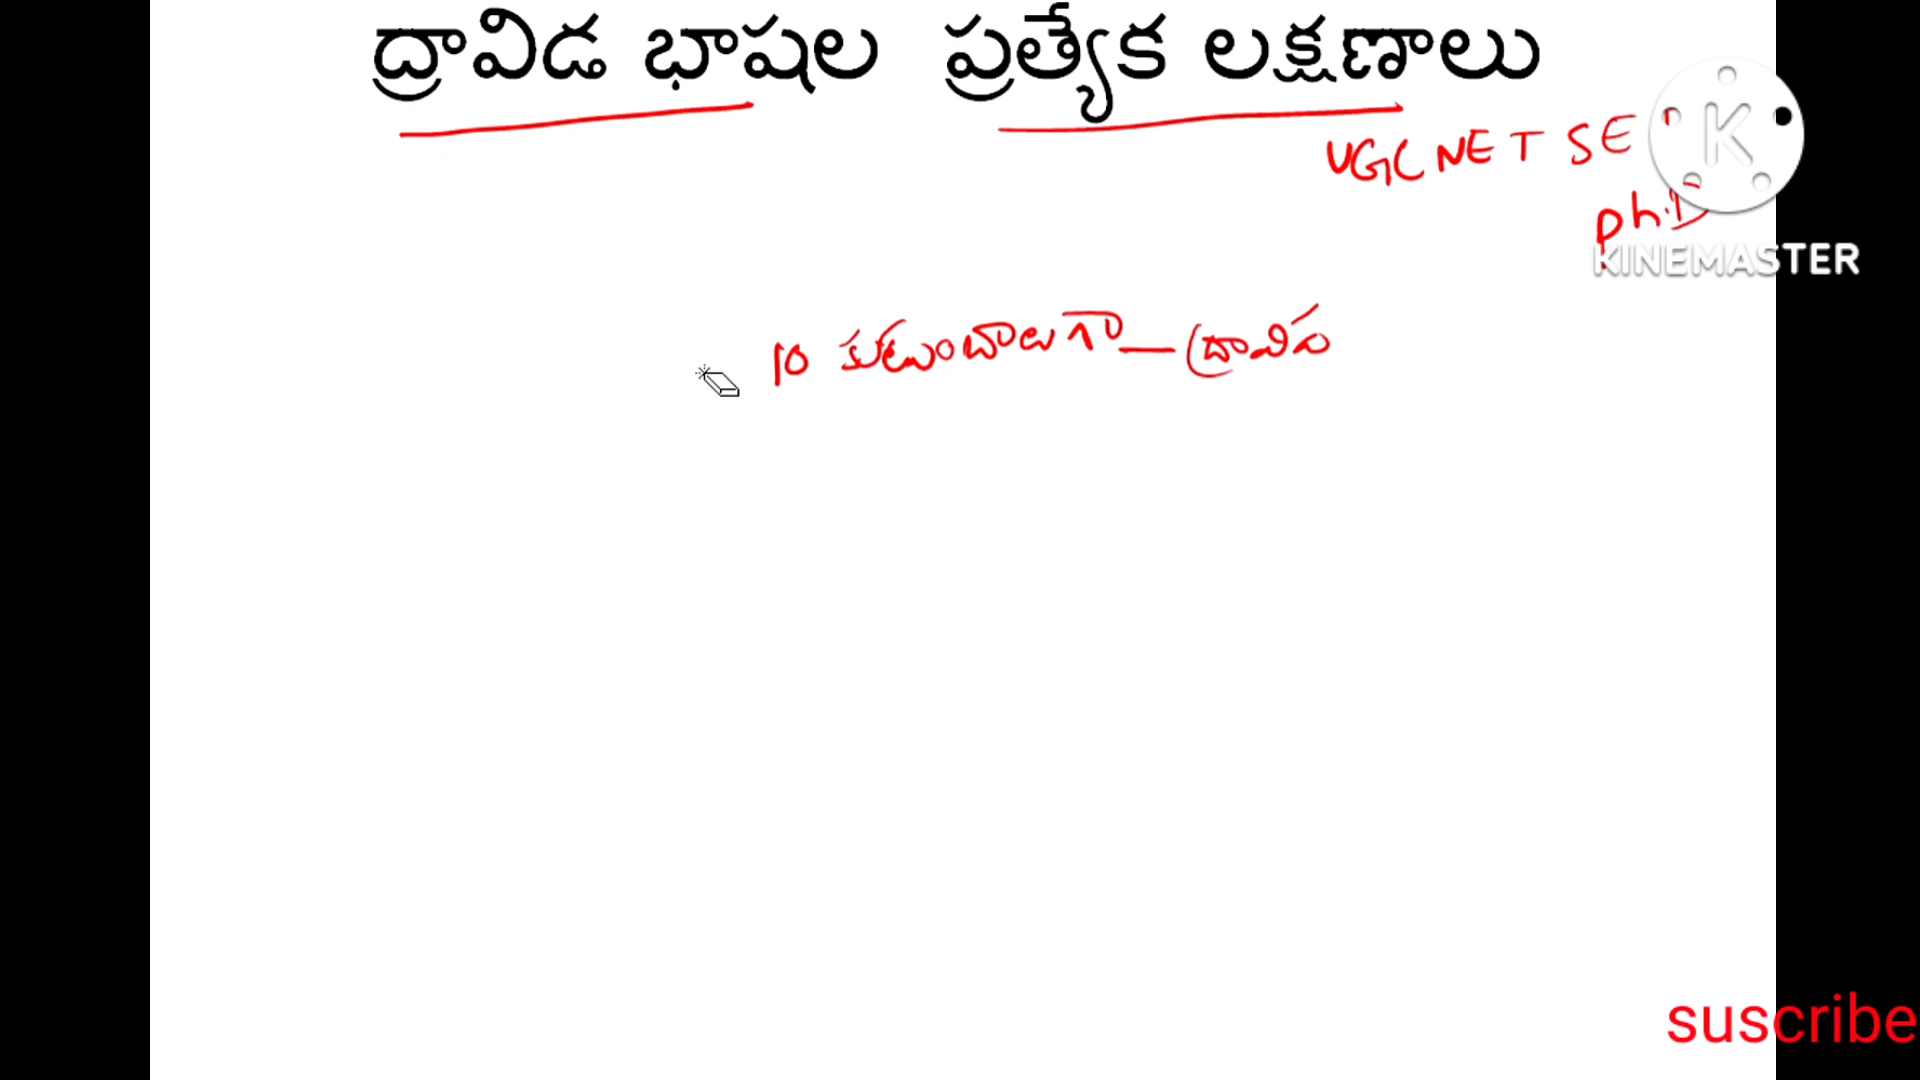 ద్రావిడ భాషల ప్రత్యేక లక్షణాలు
UGC NET SE
ph.D
KINEMASTER
10 కుటుంబాలుగా — ద్రావిడ
suscribe